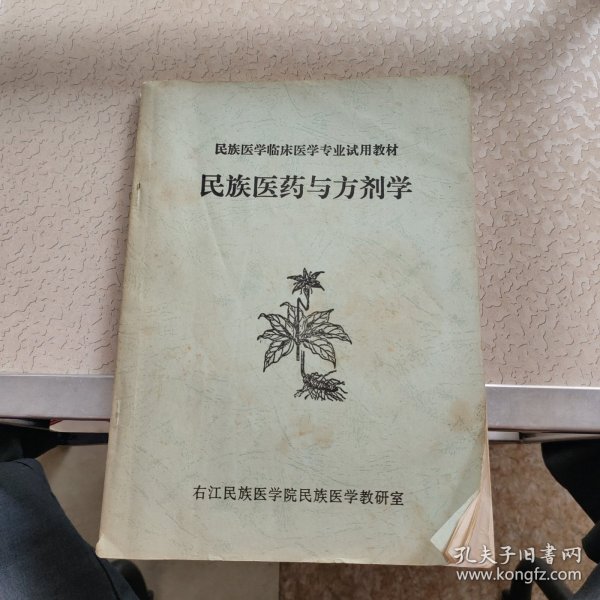 民族医学临床医学专业试用教材
民族医药与方剂学
右江民族医学院民族医学教研室
孔夫子旧书网
www.kongfz.com